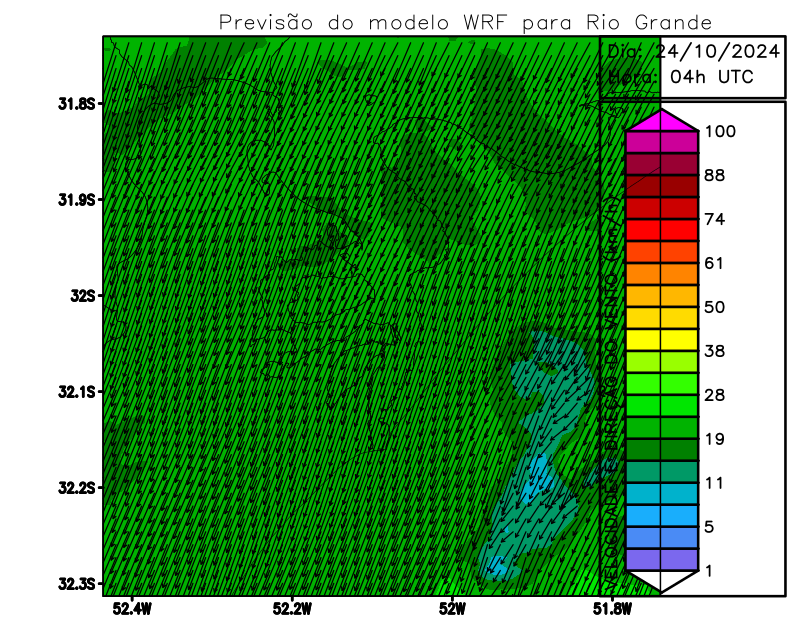 Previsão do modelo WRF para Rio Grande
Dia: 24/10/2024
Hora: 04h UTC
31.8S
31.9S
32S
32.1S
32.2S
32.3S
52.4W
52.2W
52W
51.8W
100
88
74
61
50
38
28
19
11
5
1
VELOCIDADE E DIREÇÃO DO VENTO (km/h)